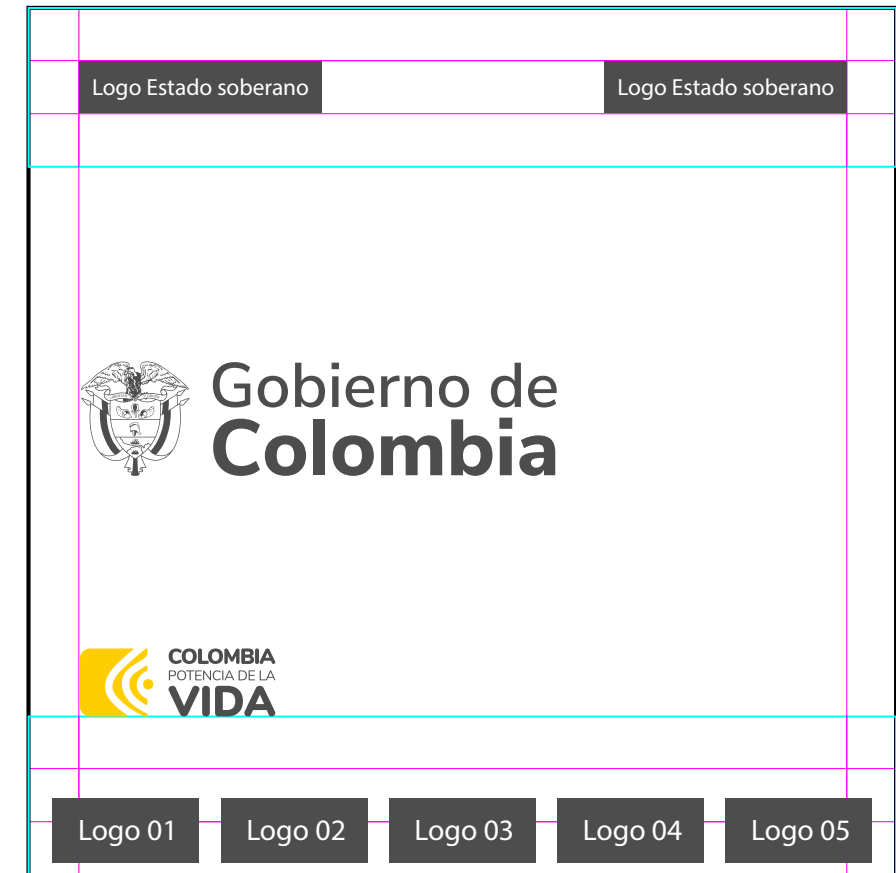 Logo Estado soberano
Logo Estado soberano
Gobierno de
Colombia
COLOMBIA
POTENCIA DE LA
VIDA
Logo 01
Logo 02
Logo 03
Logo 04
Logo 05